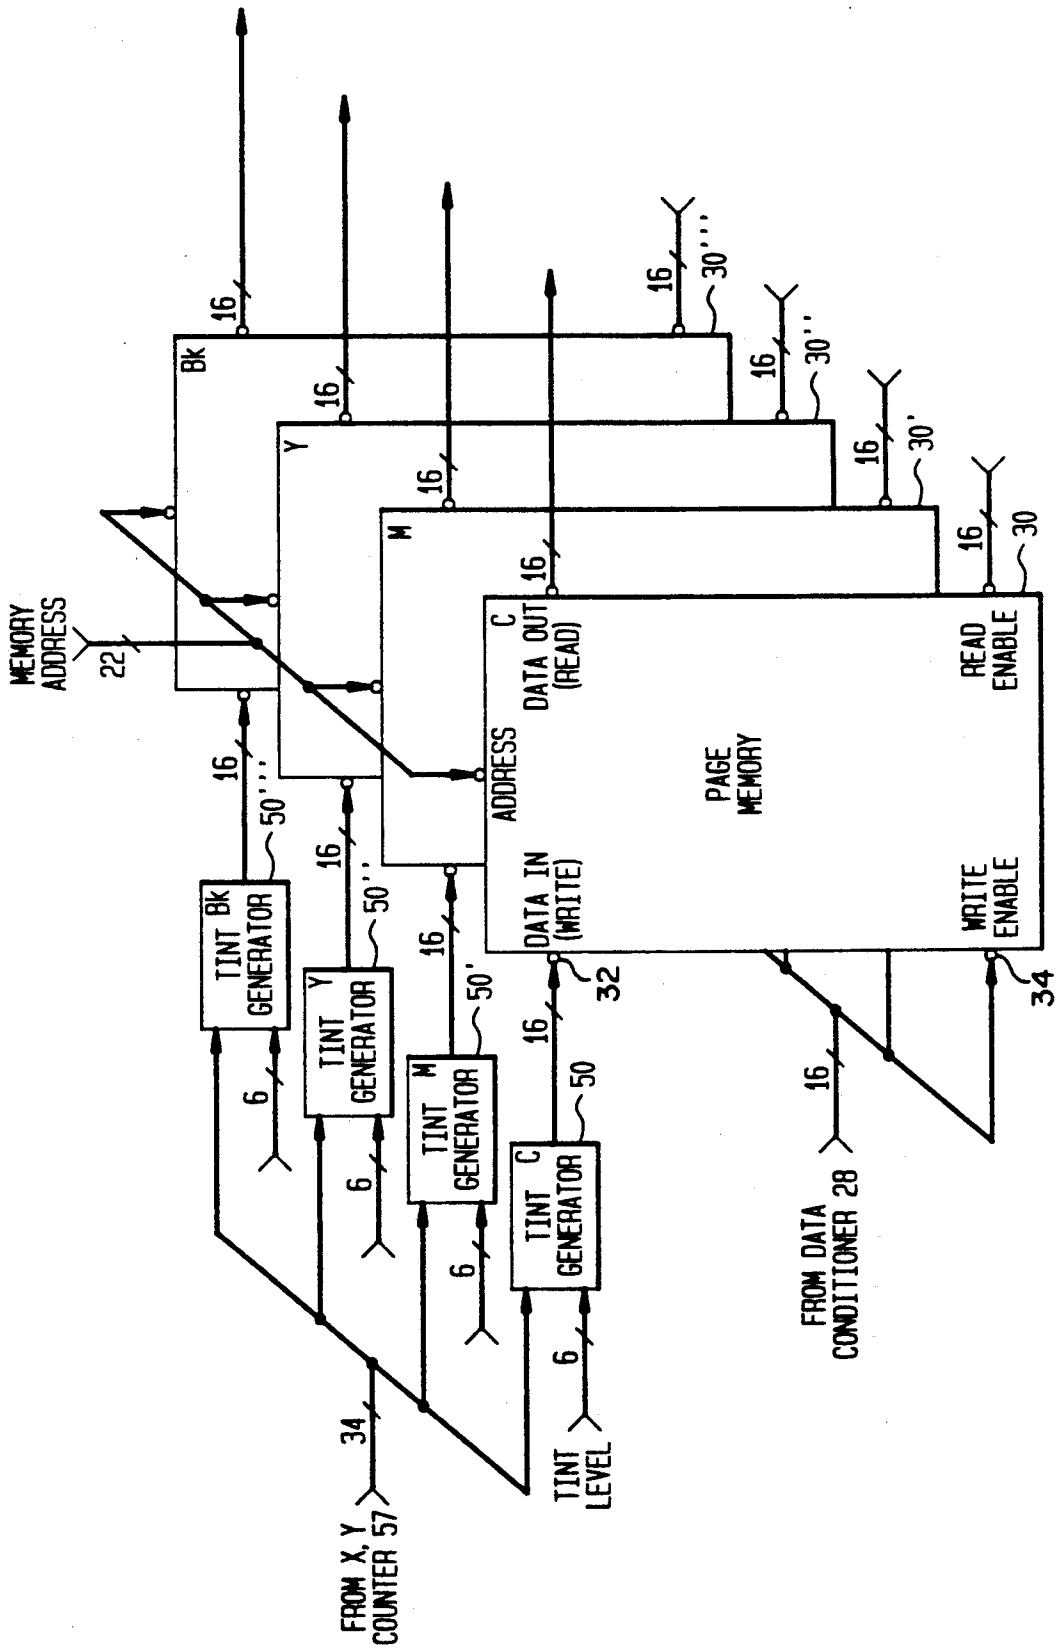 MEMORY
ADDRESS
22
Bk
16
16
30'''
Y
16
16
30''
M
16
16
30'
C
DATA OUT
(READ)
16
ADDRESS
PAGE
MEMORY
READ
ENABLE
16
30
DATA IN
(WRITE)
32
WRITE
ENABLE
34
TINT Bk
GENERATOR
16
50'''
6
TINT Y
GENERATOR
16
50''
6
TINT M
GENERATOR
16
50'
6
TINT C
GENERATOR
16
50
6
TINT
LEVEL
FROM X, Y
COUNTER 57
34
FROM DATA
CONDITIONER 28
16